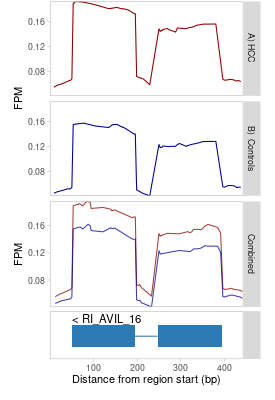 0.16
0.12
0.08
A) HCC
FPM
0.16
0.12
0.08
B). Controls
0.16
0.12
0.08
FPM
Combined
< RI_AVIL_16
100
200
300
400
Distance from region start (bp)